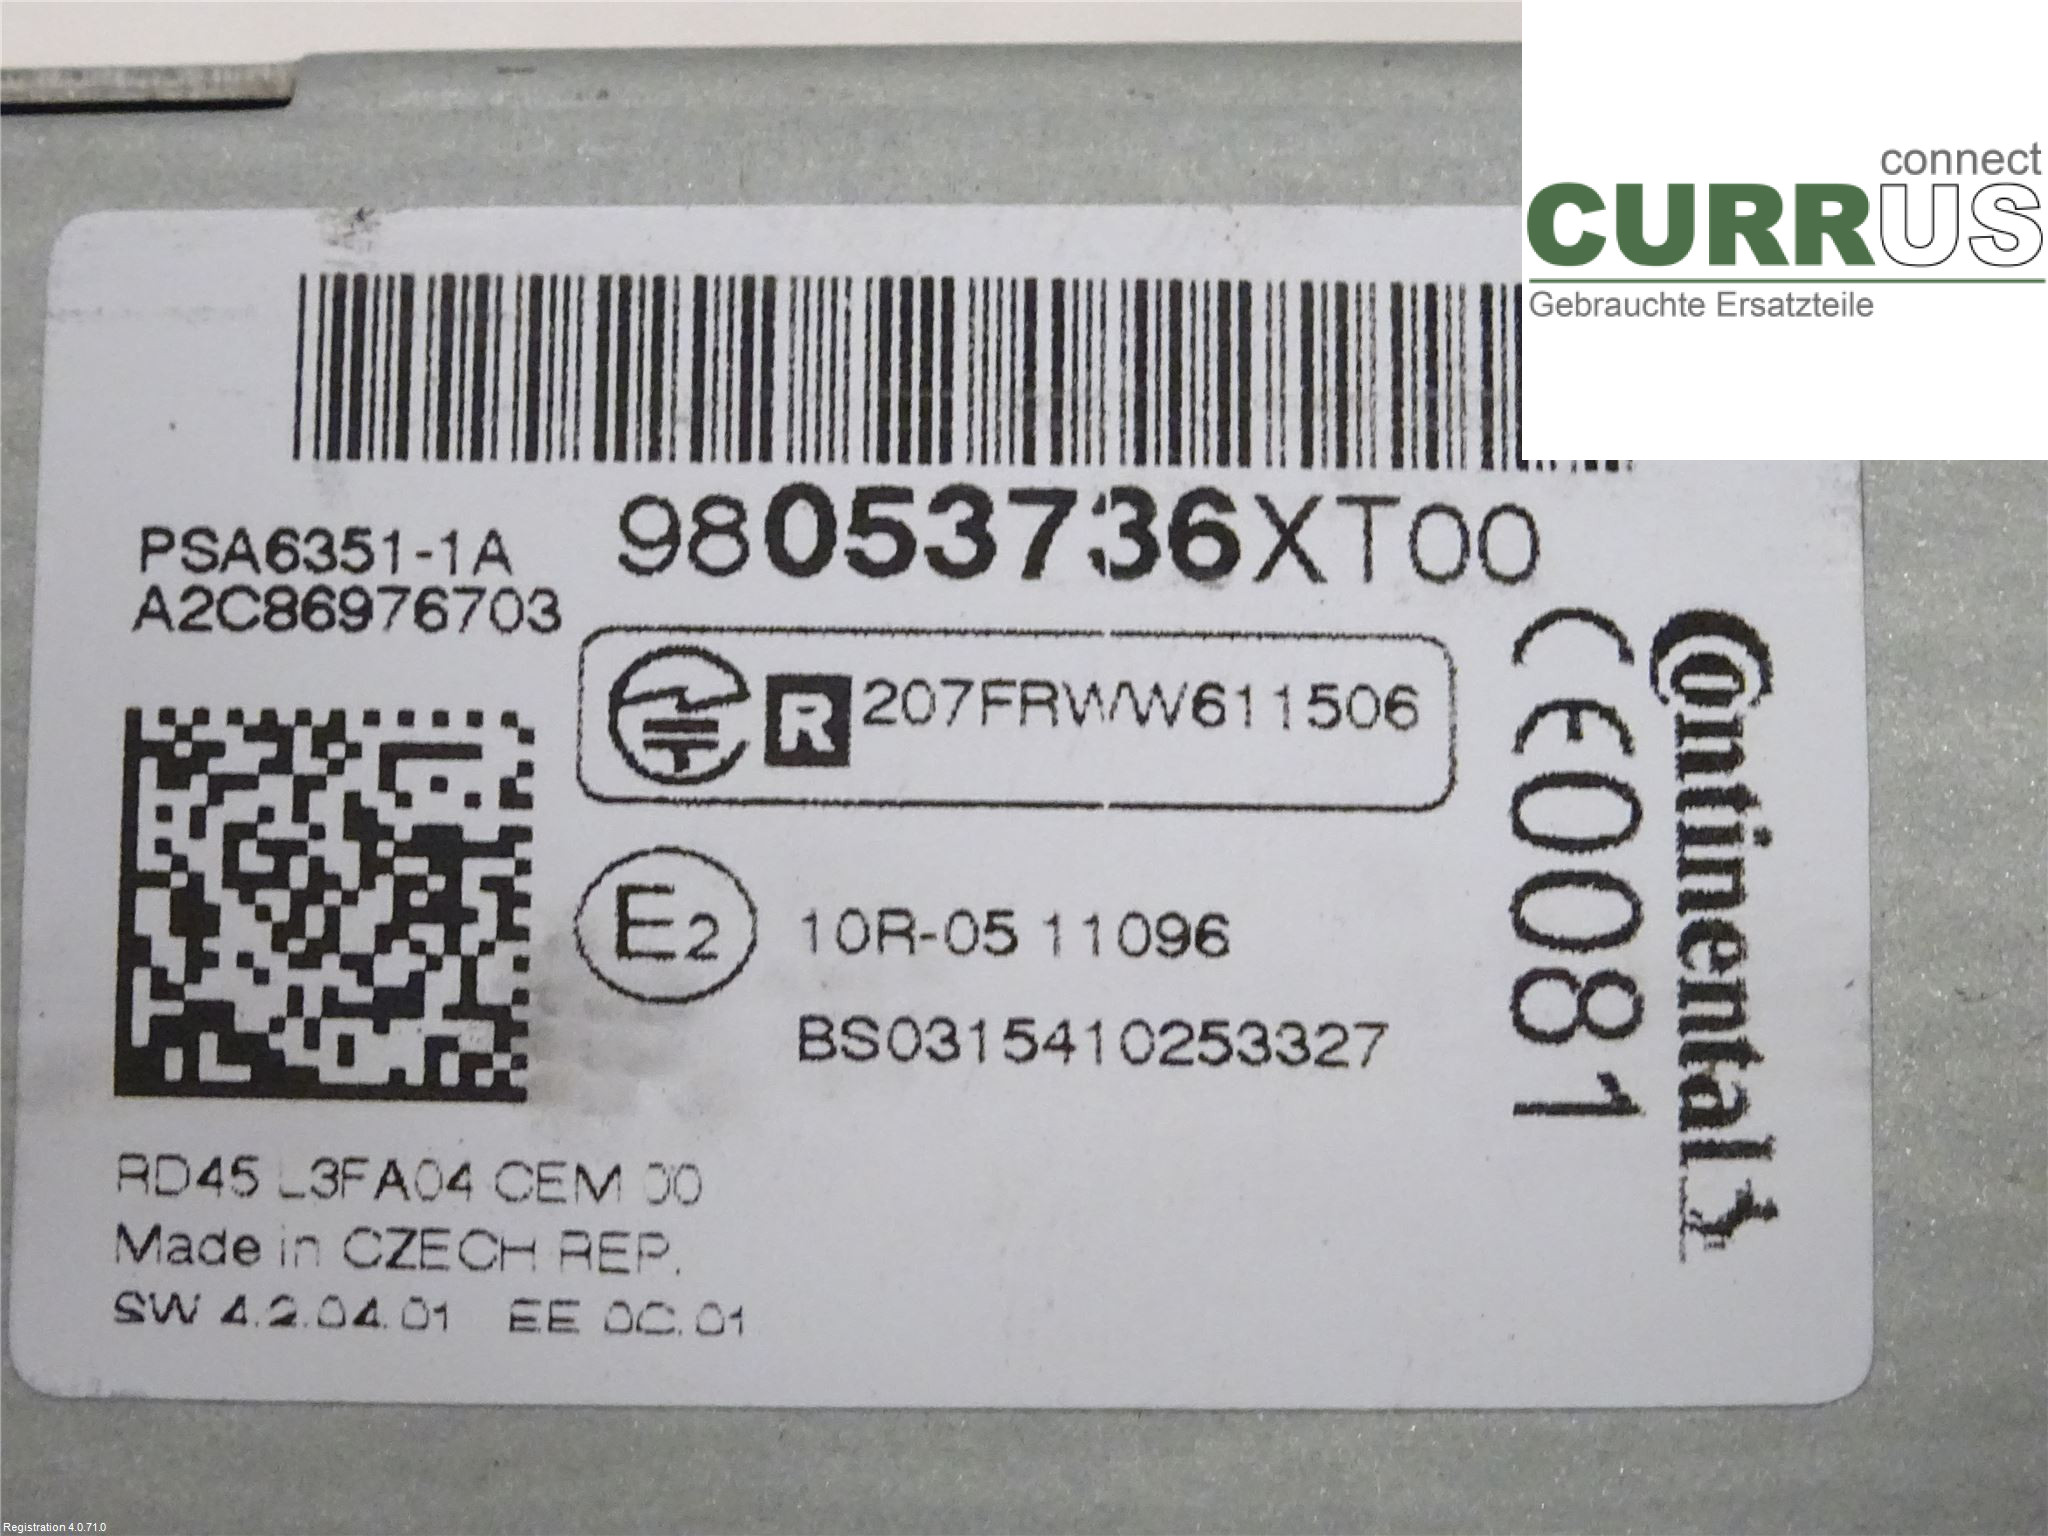 connect
CURRUS
Gebrauchte Ersatzteile
98053736XT00
PSA6351-1A
A2C86976703
R 207FRWW611506
E2 10R-05 11096
BS0315410253327
CE0081
Continental
RD45 L3FA04 CEM 00
Made in CZECH REP.
SW 4.2.04.01 EE 0C.01
Registration 4.0.71.0